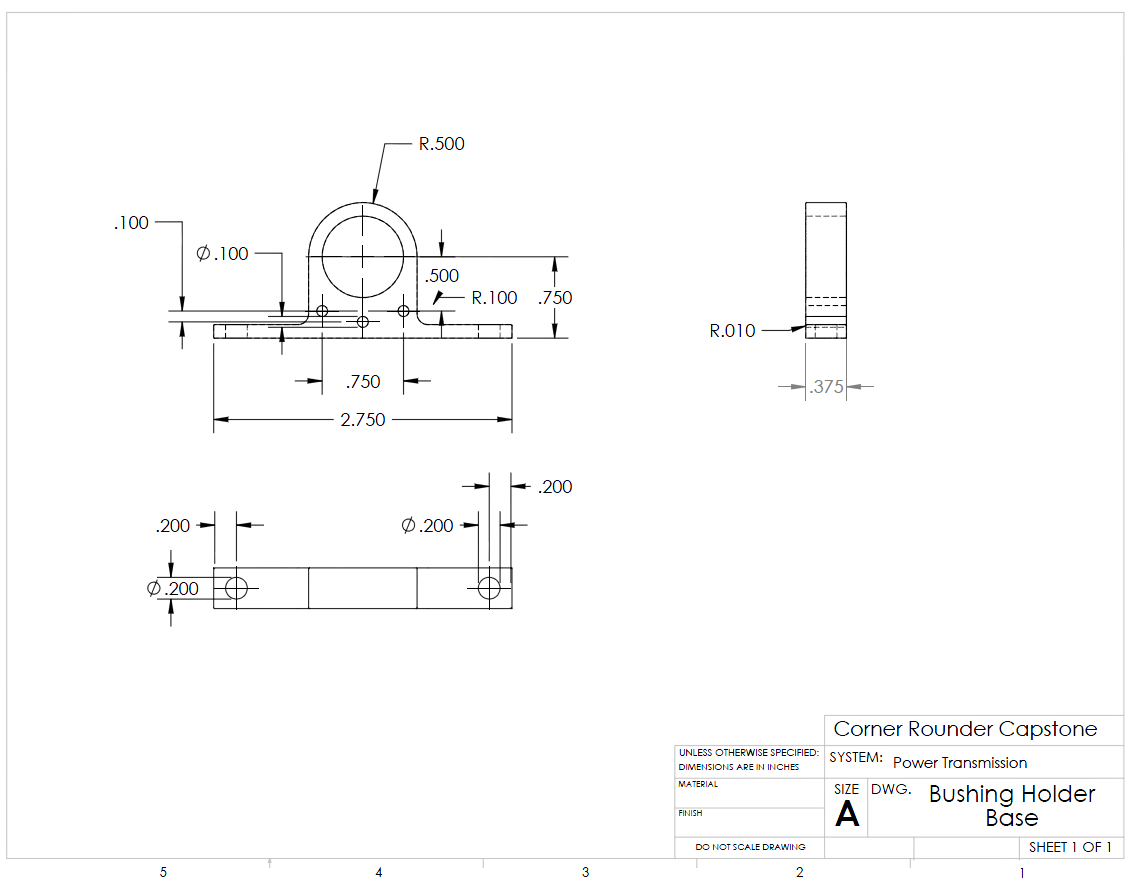 R.500
.100
Ø.100
.500
R.100
.750
R.010
.750
.375
2.750
.200
.200
Ø.200
Ø.200
Corner Rounder Capstone
UNLESS OTHERWISE SPECIFIED:
DIMENSIONS ARE IN INCHES
SYSTEM: Power Transmission
MATERIAL
SIZE
A
DWG. Bushing Holder
Base
FINISH
DO NOT SCALE DRAWING
SHEET 1 OF 1
5 4 3 2 1